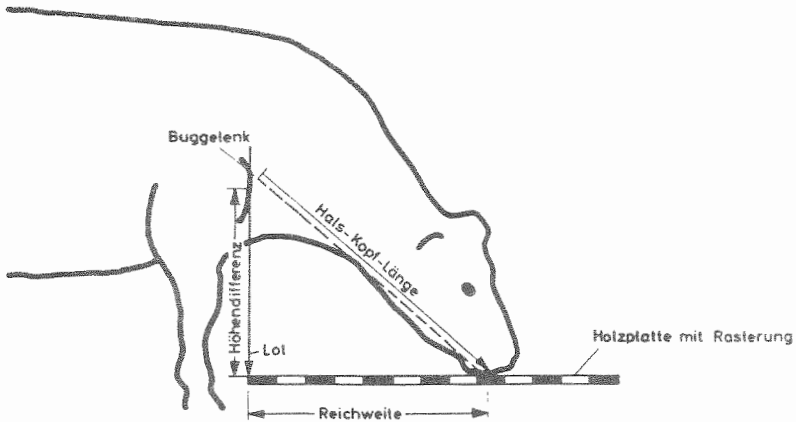 Buggelenk
Hals-Kopf-Länge
Höhendifferenz
Lot
Holzplatte mit Rasterung
Reichweite